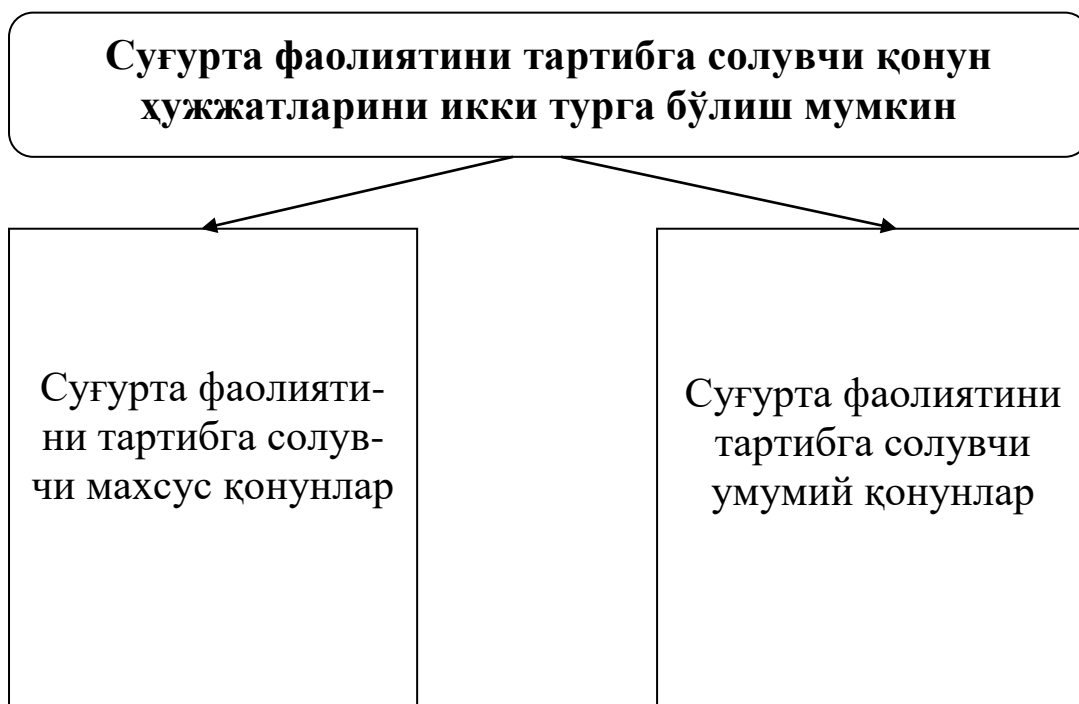 Суғурта фаолиятини тартибга солувчи қонун
ҳужжатларини икки турга бўлиш мумкин
Суғурта фаолияти-
ни тартибга солув-
чи махсус қонунлар
Суғурта фаолиятини
тартибга солувчи
умумий қонунлар